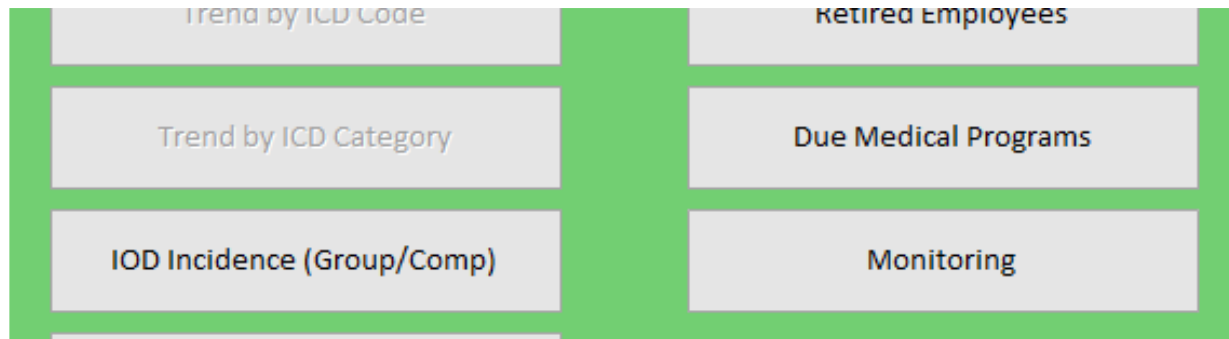 Trend by ICD Code
Retired Employees
Trend by ICD Category
Due Medical Programs
IOD Incidence (Group/Comp)
Monitoring